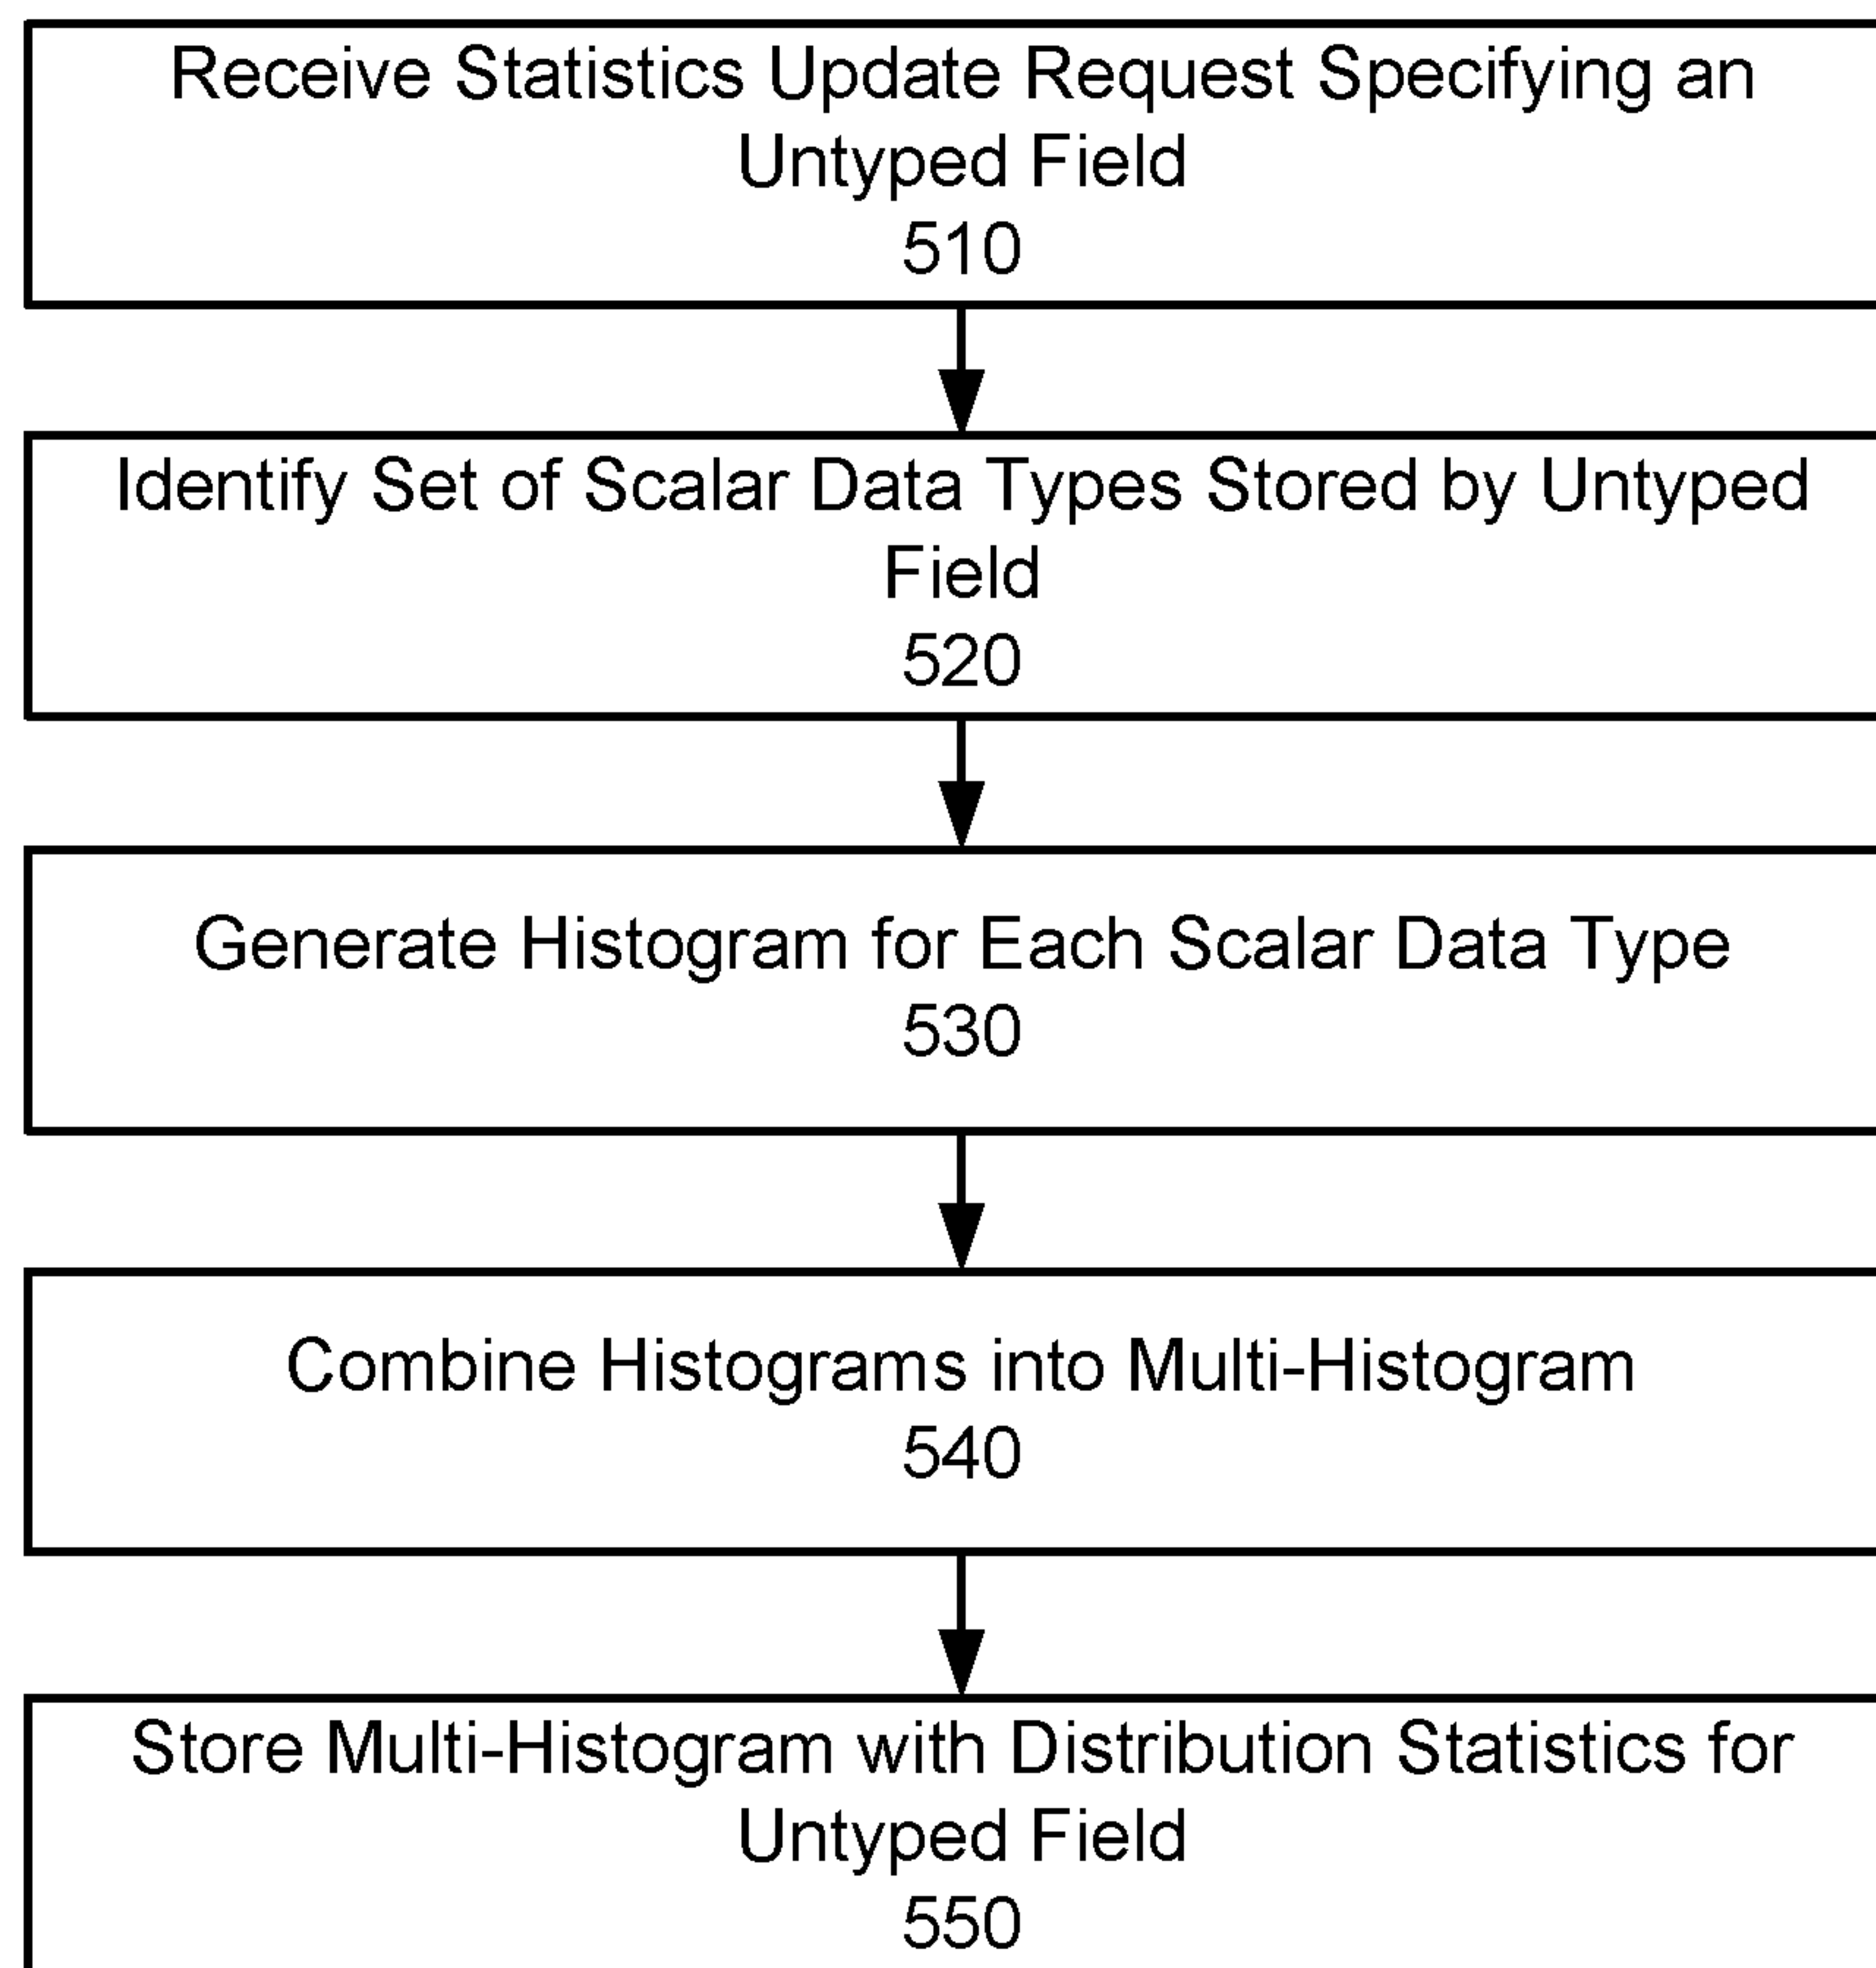 Receive Statistics Update Request Specifying an
Untyped Field
510
Identify Set of Scalar Data Types Stored by Untyped
Field
520
Generate Histogram for Each Scalar Data Type
530
Combine Histograms into Multi-Histogram
540
Store Multi-Histogram with Distribution Statistics for
Untyped Field
550